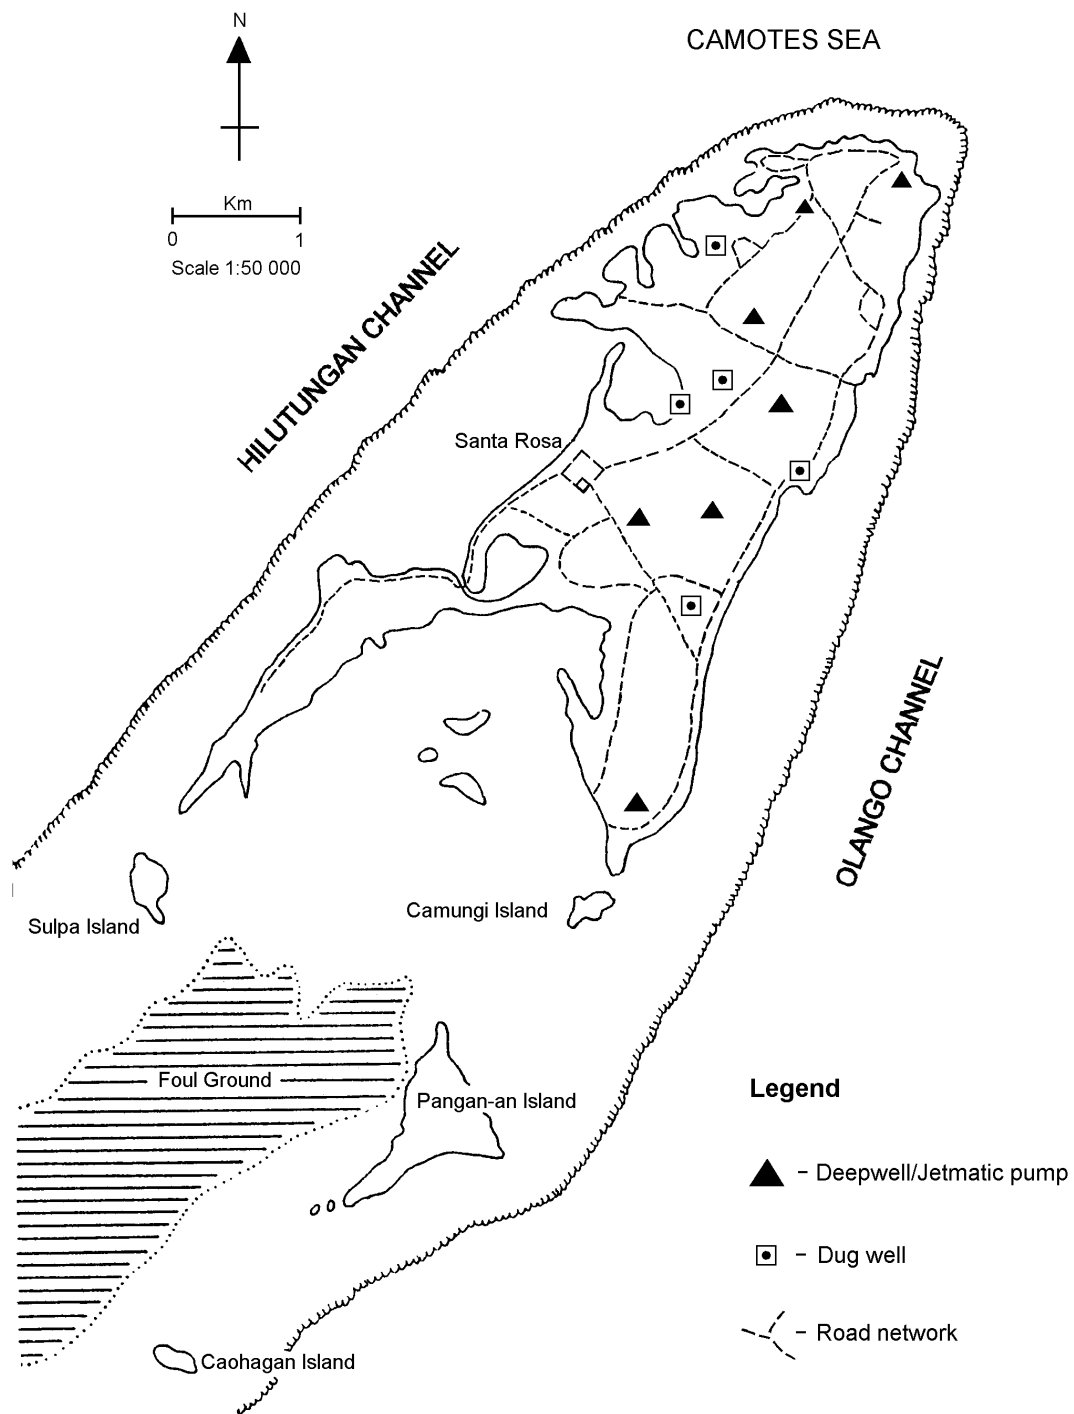 N
CAMOTES SEA
Km
0 1
Scale 1:50 000
HILUTUNGAN CHANNEL
Santa Rosa
OLANGO CHANNEL
Sulpa Island
Camungi Island
Foul Ground
Pangan-an Island
Legend
– Deepwell/Jetmatic pump
– Dug well
– Road network
Caohagan Island